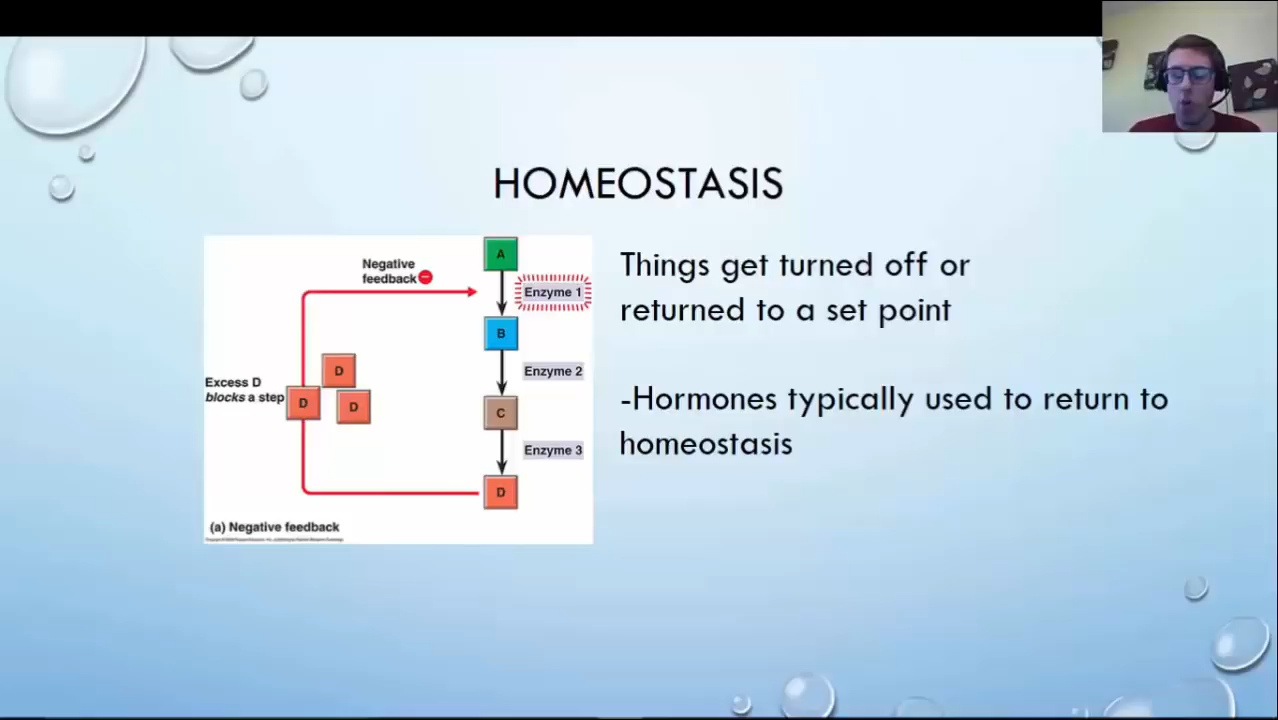 HOMEOSTASIS
Negative
feedback
A
Enzyme 1
B
Enzyme 2
Excess D
blocks a step
D
D
D
C
Enzyme 3
D
(a) Negative feedback
Things get turned off or
returned to a set point
-Hormones typically used to return to
homeostasis